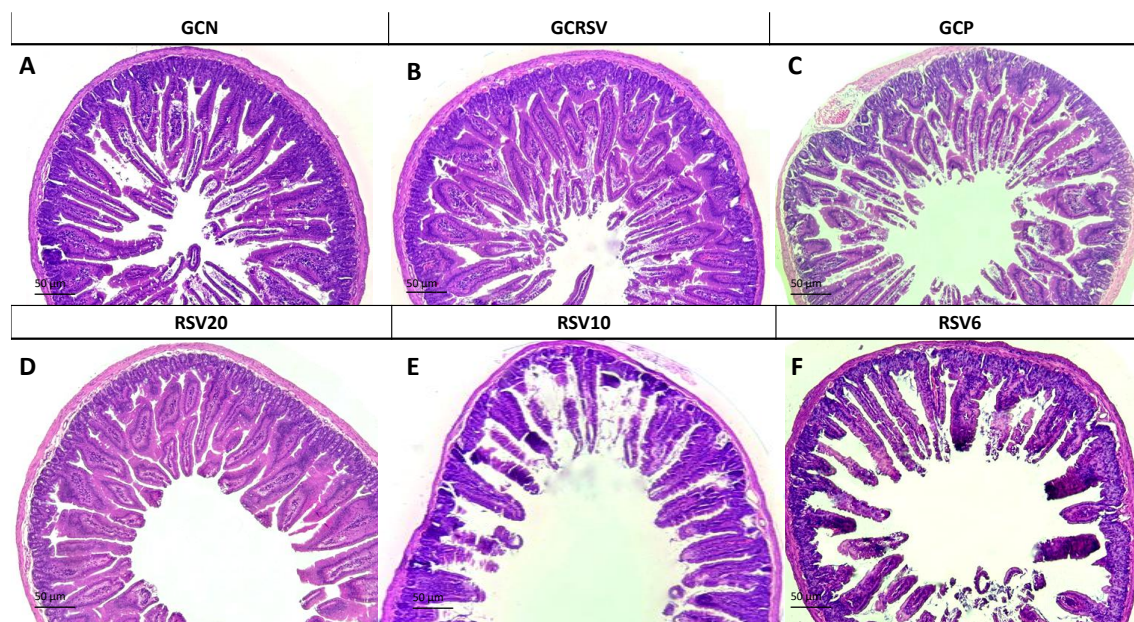 GCN GCRSV GCP
A B C
50 µm 50 µm 50 µm
RSV20 RSV10 RSV6
D E F
50 µm 50 µm 50 µm